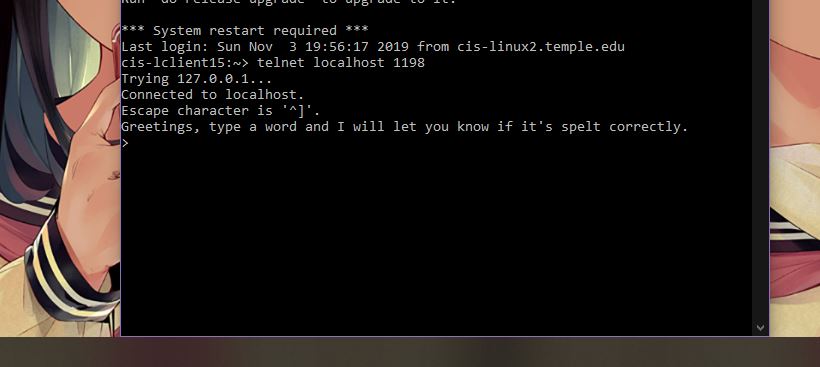 Run 'do-release-upgrade' to upgrade to it.
*** System restart required ***
Last login: Sun Nov  3 19:56:17 2019 from cis-linux2.temple.edu
cis-lclient15:~> telnet localhost 1198
Trying 127.0.0.1...
Connected to localhost.
Escape character is '^]'.
Greetings, type a word and I will let you know if it's spelt correctly.
>